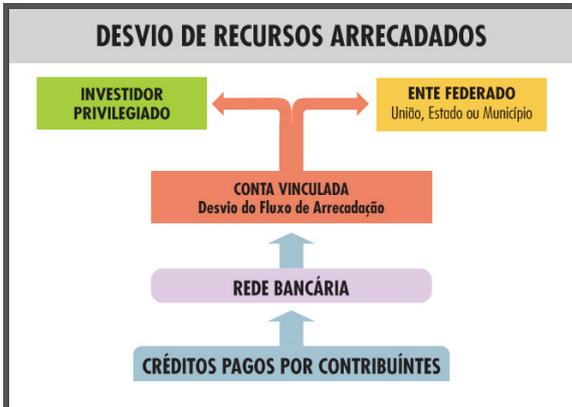 DESVIO DE RECURSOS ARRECADADOS
INVESTIDOR
PRIVILEGIADO
ENTE FEDERADO
União, Estado ou Município
CONTA VINCULADA
Desvio do Fluxo de Arrecadação
REDE BANCÁRIA
CRÉDITOS PAGOS POR CONTRIBUÍNTES